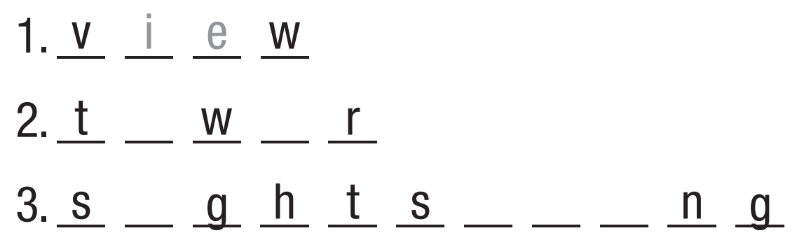 1. v i e w
2. t _ w _ r
3. s _ g h t s _ _ _ n g